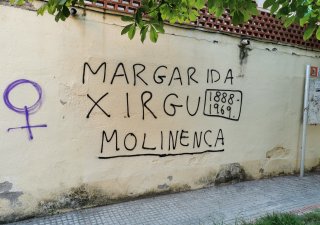 MARGARIDA
XIRGU 1888-
1969.
MOLINENCA